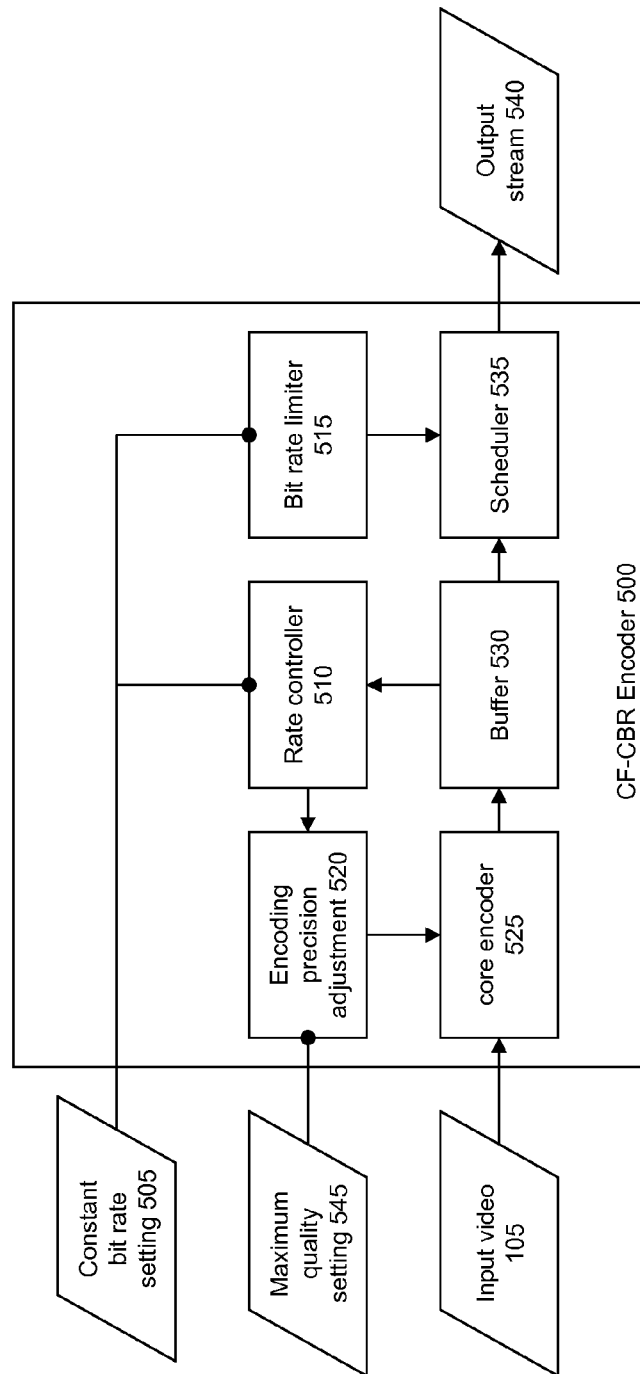 Constant
bit rate
setting 505
Maximum
quality
setting 545
Input video
105
Encoding
precision
adjustment 520
Rate controller
510
Bit rate limiter
515
core encoder
525
Buffer 530
Scheduler 535
Output
stream 540
CF-CBR Encoder 500